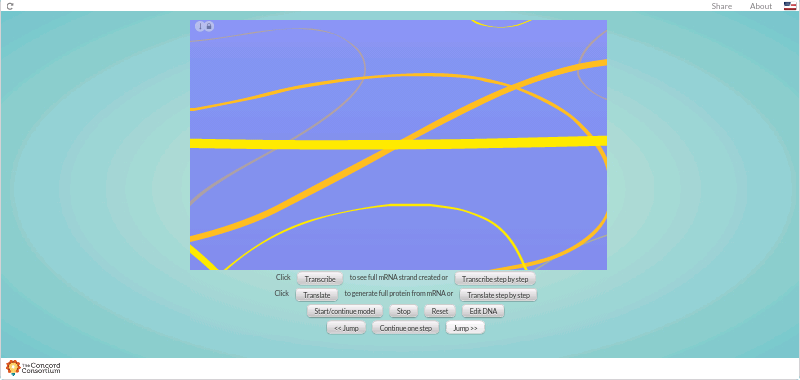 Share About
Click Transcribe to see full mRNA strand created or Transcribe step by step
Click Translate to generate full protein from mRNA or Translate step by step
Start/continue model Stop Reset Edit DNA
<< Jump Continue one step Jump >>
The Concord
Consortium